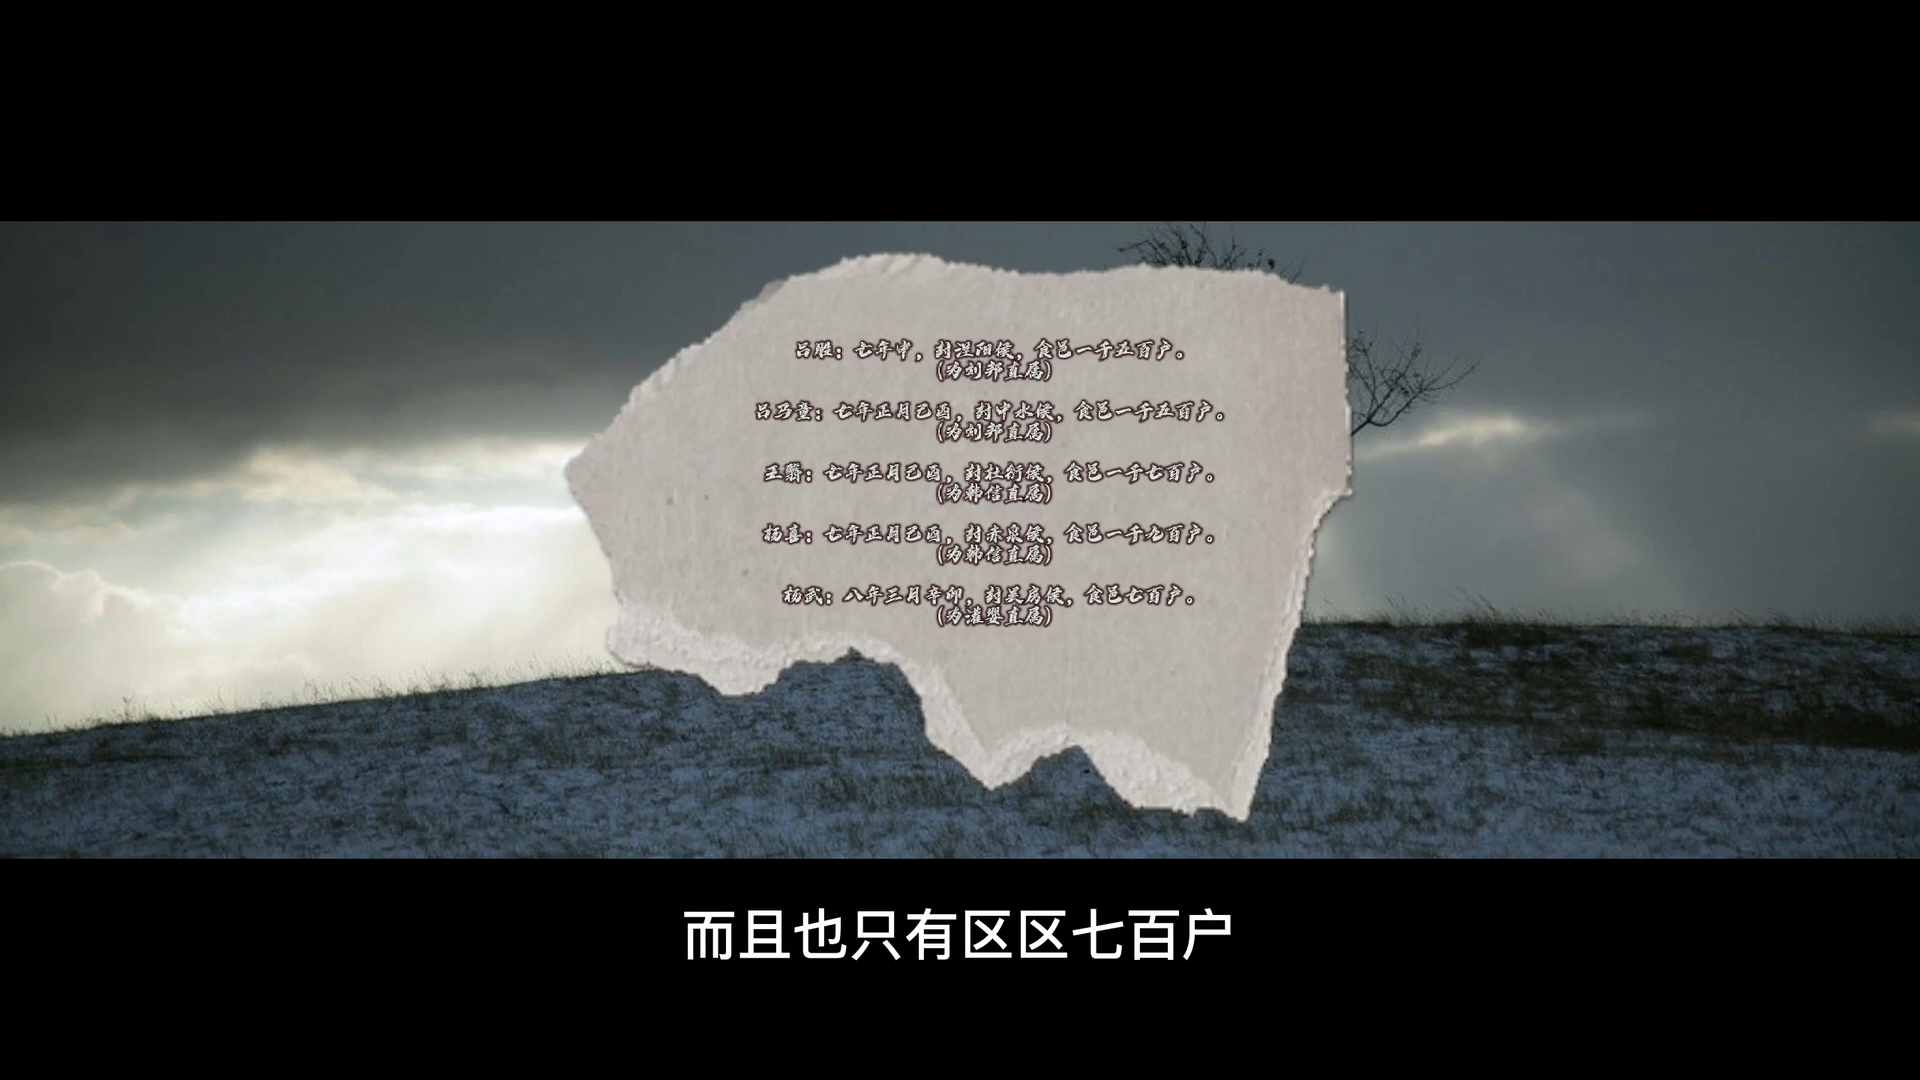 吕胜：七年中，封涅阳侯，食邑一千五百户。
（为刘邦直属）
吕马童：七年正月己酉，封中水侯，食邑一千五百户。
（为刘邦直属）
王翳：七年正月己酉，封杜衍侯，食邑一千七百户。
（为韩信直属）
杨喜：七年正月己酉，封赤泉侯，食邑一千九百户。
（为韩信直属）
杨武：八年三月辛卯，封吴房侯，食邑七百户。
（为灌婴直属）
而且也只有区区七百户